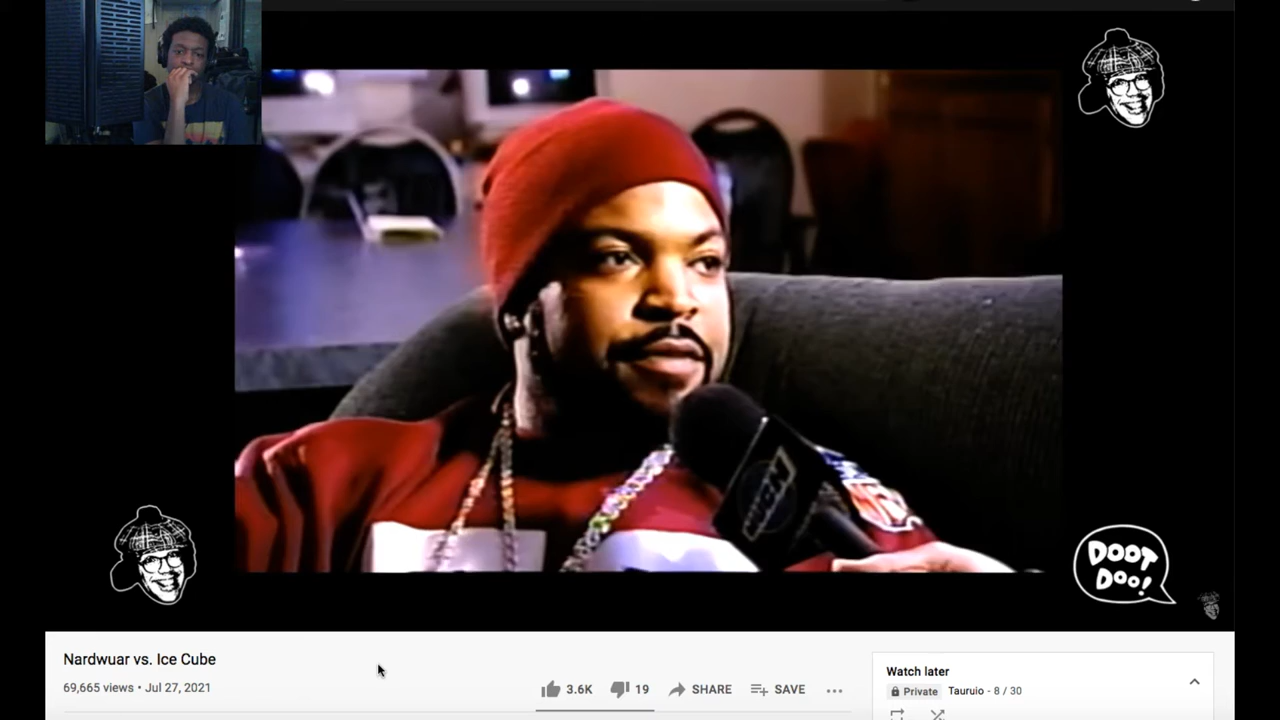 DOOT
DOO!
Nardwuar vs. Ice Cube
69,665 views • Jul 27, 2021
3.6K
19
SHARE
SAVE
Watch later
Private
Tauruio - 8 / 30